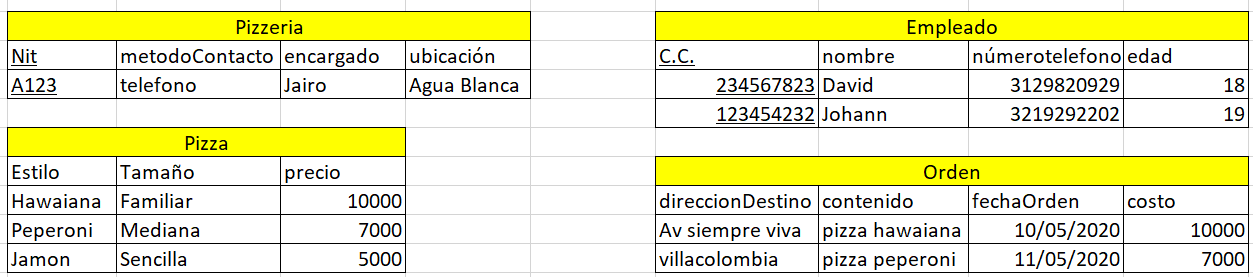 Pizzeria
Nit metodoContacto encargado ubicación
A123 telefono Jairo Agua Blanca
Pizza
Estilo Tamaño precio
Hawaiana Familiar 10000
Peperoni Mediana 7000
Jamon Sencilla 5000
Empleado
C.C. nombre númerotelefono edad
234567823 David 3129820929 18
123454232 Johann 3219292202 19
Orden
direccionDestino contenido fechaOrden costo
Av siempre viva pizza hawaiana 10/05/2020 10000
villacolombia pizza peperoni 11/05/2020 7000